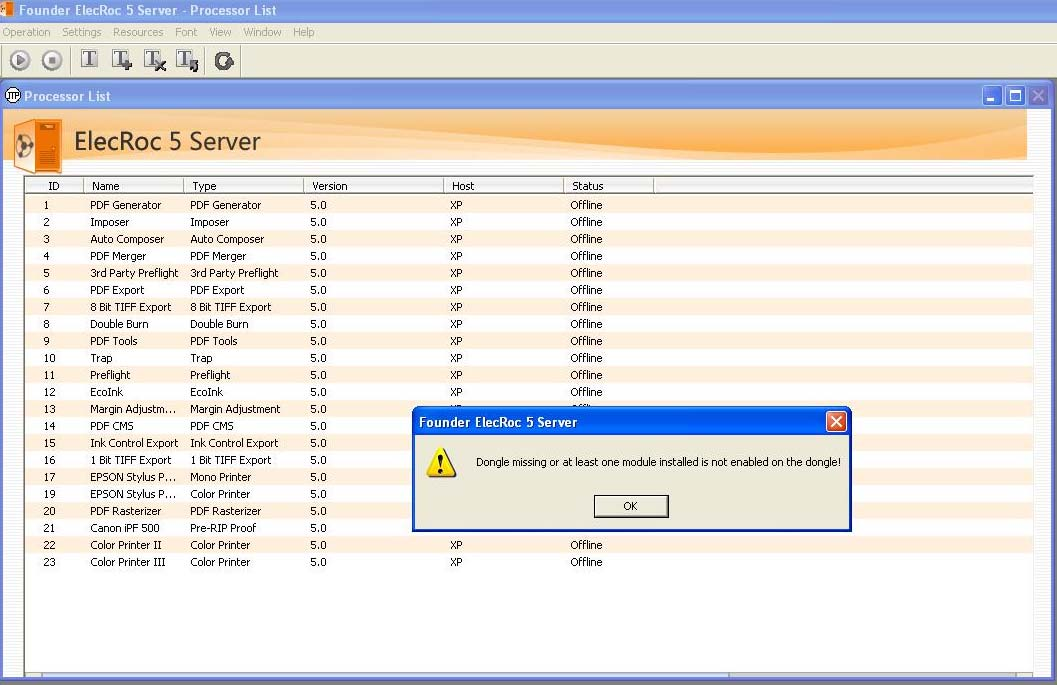 Founder ElecRoc 5 Server - Processor List
Operation Settings Resources Font View Window Help
JTP Processor List
ElecRoc 5 Server
ID Name Type Version Host Status
1 PDF Generator PDF Generator 5.0 XP Offline
2 Imposer Imposer 5.0 XP Offline
3 Auto Composer Auto Composer 5.0 XP Offline
4 PDF Merger PDF Merger 5.0 XP Offline
5 3rd Party Preflight 3rd Party Preflight 5.0 XP Offline
6 PDF Export PDF Export 5.0 XP Offline
7 8 Bit TIFF Export 8 Bit TIFF Export 5.0 XP Offline
8 Double Burn Double Burn 5.0 XP Offline
9 PDF Tools PDF Tools 5.0 XP Offline
10 Trap Trap 5.0 XP Offline
11 Preflight Preflight 5.0 XP Offline
12 EcoInk EcoInk 5.0 XP Offline
13 Margin Adjustm... Margin Adjustment 5.0
14 PDF CMS PDF CMS 5.0
15 Ink Control Export Ink Control Export 5.0
16 1 Bit TIFF Export 1 Bit TIFF Export 5.0
17 EPSON Stylus P... Mono Printer 5.0
19 EPSON Stylus P... Color Printer 5.0
20 PDF Rasterizer PDF Rasterizer 5.0
21 Canon iPF 500 Pre-RIP Proof 5.0
22 Color Printer II Color Printer 5.0 XP Offline
23 Color Printer III Color Printer 5.0 XP Offline
Founder ElecRoc 5 Server
Dongle missing or at least one module installed is not enabled on the dongle!
OK